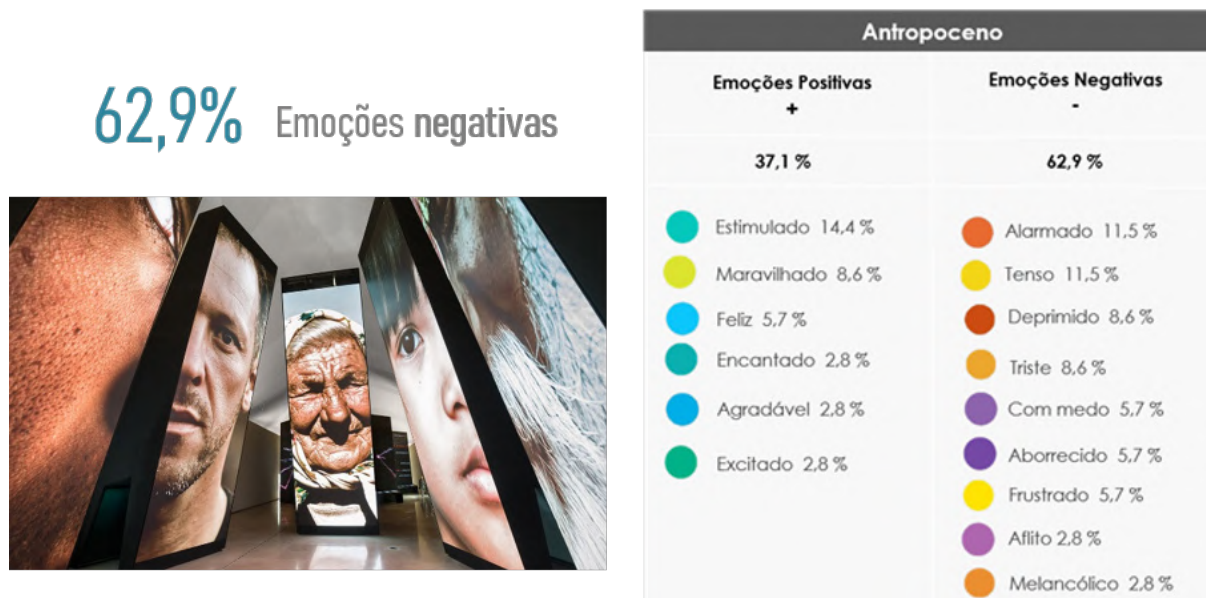 62,9% Emoções negativas
Antropoceno
Emoções Positivas
+
37,1 %
Estimulado 14,4 %
Maravilhado 8,6 %
Feliz 5,7 %
Encantado 2,8 %
Agradável 2,8 %
Excitado 2,8 %
Emoções Negativas
-
62,9 %
Alarmado 11,5 %
Tenso 11,5 %
Deprimido 8,6 %
Triste 8,6 %
Com medo 5,7 %
Aborrecido 5,7 %
Frustrado 5,7 %
Aflito 2,8 %
Melancólico 2,8 %